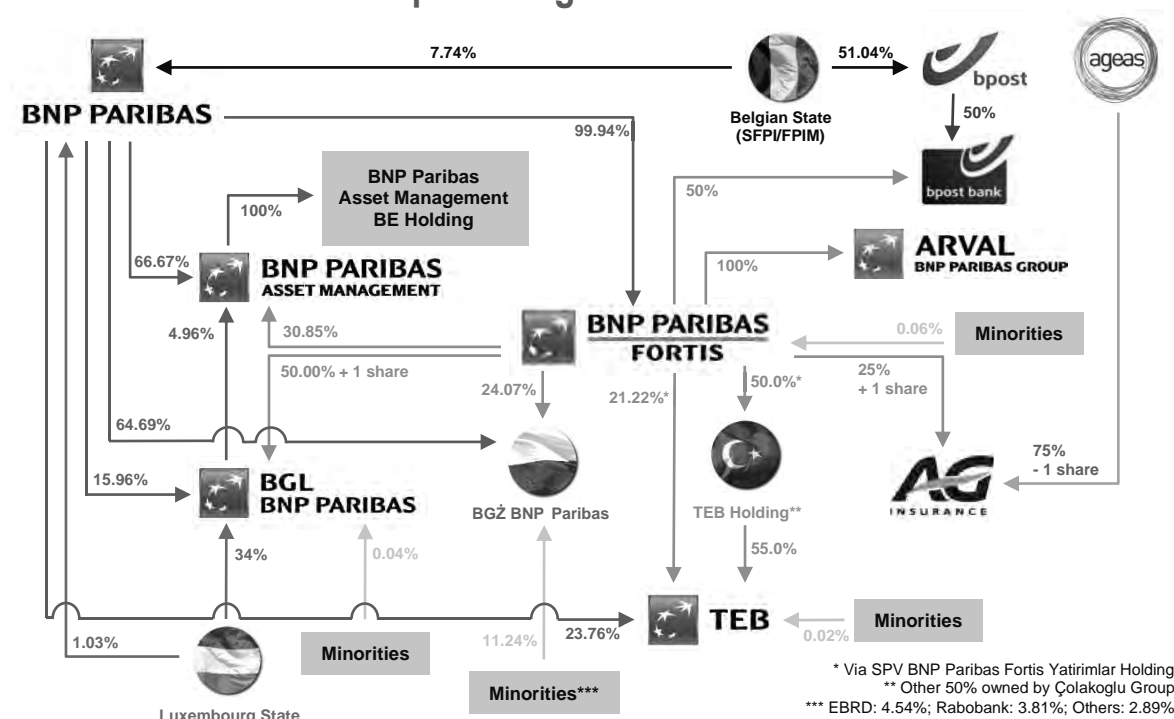 7.74%
51.04%
bpost
ageas
BNP PARIBAS
Belgian State
(SFPI/FPIM)
50%
99.94%
BNP Paribas
Asset Management
BE Holding
100%
50%
bpost bank
66.67%
BNP PARIBAS
ASSET MANAGEMENT
100%
ARVAL
BNP PARIBAS GROUP
4.96%
30.85%
BNP PARIBAS
FORTIS
0.06%
Minorities
50.00% + 1 share
24.07%
21.22%*
50.0%*
25%
+ 1 share
64.69%
15.96%
BGL
BNP PARIBAS
BGŻ BNP Paribas
TEB Holding**
AG
INSURANCE
75%
- 1 share
34%
0.04%
55.0%
1.03%
Minorities
11.24%
23.76%
TEB
0.02%
Minorities
Minorities***
Luxembourg State
* Via SPV BNP Paribas Fortis Yatirimlar Holding
** Other 50% owned by Çolakoglu Group
*** EBRD: 4.54%; Rabobank: 3.81%; Others: 2.89%